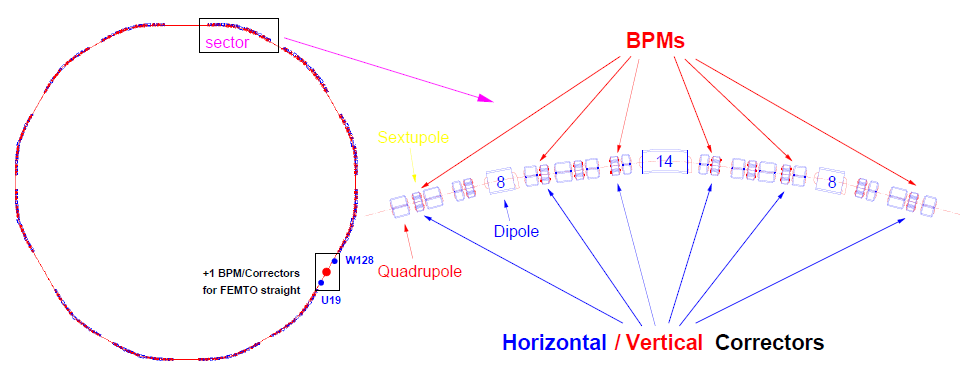 BPMs
sector
Sextupole
14
8
8
Dipole
W128
+1 BPM/Correctors
for FEMTO straight
Quadrupole
U19
Horizontal / Vertical Correctors